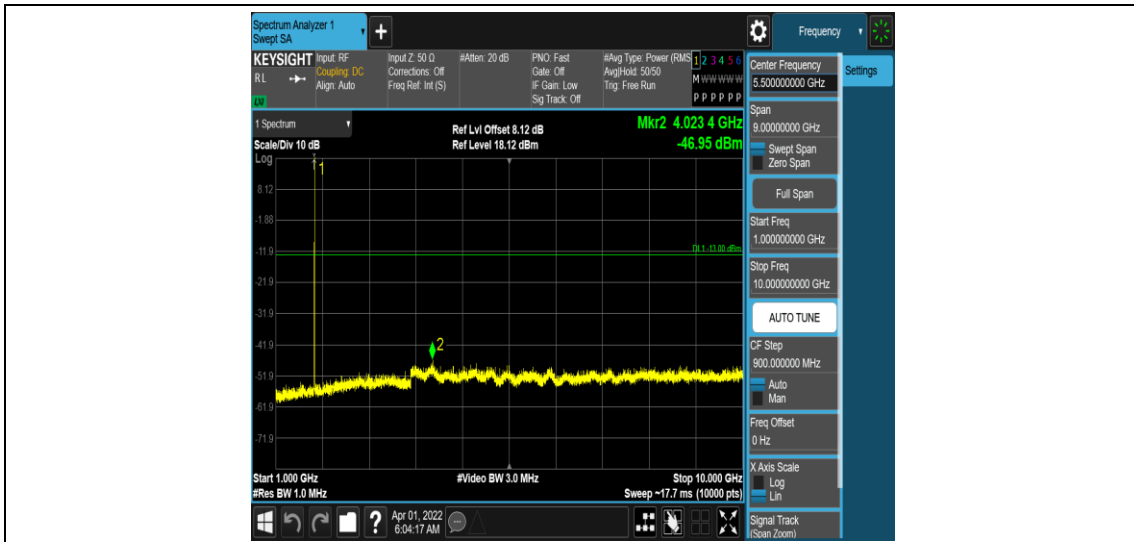 Spectrum Analyzer 1
Swept SA
+
Frequency
KEYSIGHT
RL
LXI
Input: RF
Coupling: DC
Align: Auto
Input Z: 50 Ω
Corrections: Off
Freq Ref: Int (S)
#Atten: 20 dB
PNO: Fast
Gate: Off
IF Gain: Low
Sig Track: Off
#Avg Type: Power (RMS
Avg|Hold: 50/50
Trig: Free Run
1 2 3 4 5 6
M W W W W W
P P P P P P
1 Spectrum
Scale/Div 10 dB
Log
Ref Lvl Offset 8.12 dB
Ref Level 18.12 dBm
Mkr2 4.023 4 GHz
-46.95 dBm
1
8.12
-1.88
-11.9
DL1 -13.00 dBm
-21.9
-31.9
-41.9
2
-51.9
-61.9
-71.9
Start 1.000 GHz
#Res BW 1.0 MHz
#Video BW 3.0 MHz
Stop 10.000 GHz
Sweep ~17.7 ms (10000 pts)
?
Apr 01, 2022
6:04:17 AM
Center Frequency
5.500000000 GHz
Settings
Span
9.00000000 GHz
Swept Span
Zero Span
Full Span
Start Freq
1.000000000 GHz
Stop Freq
10.000000000 GHz
AUTO TUNE
CF Step
900.000000 MHz
Auto
Man
Freq Offset
0 Hz
X Axis Scale
Log
Lin
Signal Track
(Span Zoom)